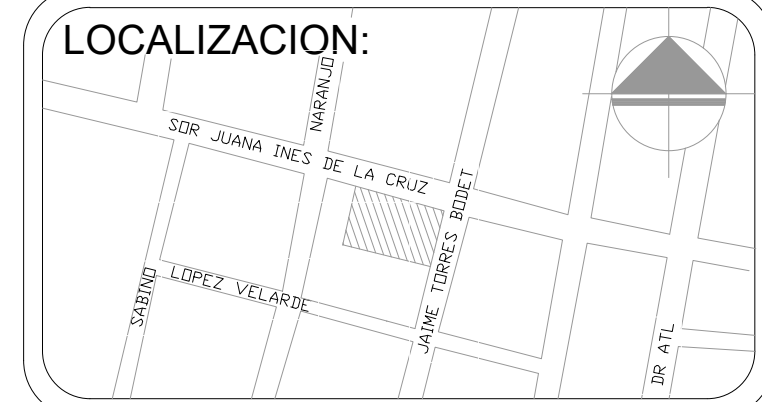 LOCALIZACION:
NARANJO
SOR JUANA INES DE LA CRUZ
JAIME TORRES BODET
SABINO
LOPEZ VELARDE
DR ATL